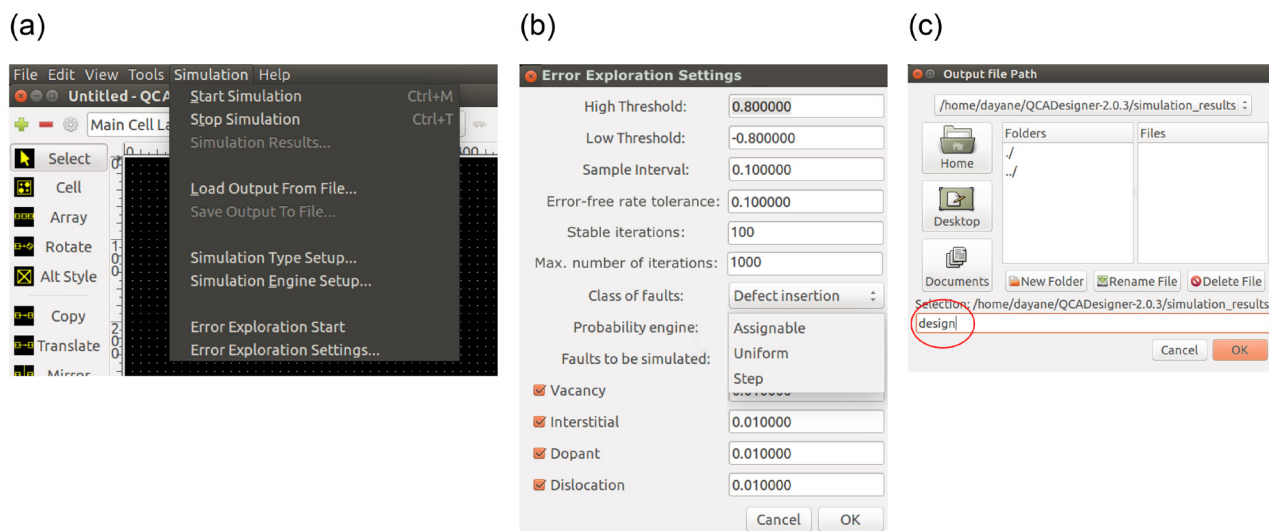 (a)
File Edit View Tools Simulation Help
Untitled - QCA
Main Cell La
Start Simulation Ctrl+M
Stop Simulation Ctrl+T
Simulation Results...
Load Output From File...
Save Output To File...
Simulation Type Setup...
Simulation Engine Setup...
Error Exploration Start
Error Exploration Settings...
Select
Cell
Array
Rotate
Alt Style
Copy
Translate
Mirror
(b)
Error Exploration Settings
High Threshold: 0.800000
Low Threshold: -0.800000
Sample Interval: 0.100000
Error-free rate tolerance: 0.100000
Stable iterations: 100
Max. number of iterations: 1000
Class of faults: Defect insertion
Probability engine:
Assignable
Uniform
Step
Faults to be simulated:
Vacancy
Interstitial 0.010000
Dopant 0.010000
Dislocation 0.010000
Cancel OK
(c)
Output file Path
/home/dayane/QCADesigner-2.0.3/simulation_results
Home
Desktop
Documents
Folders Files
./
../
New Folder Rename File Delete File
Selection: /home/dayane/QCADesigner-2.0.3/simulation_results
design
Cancel OK